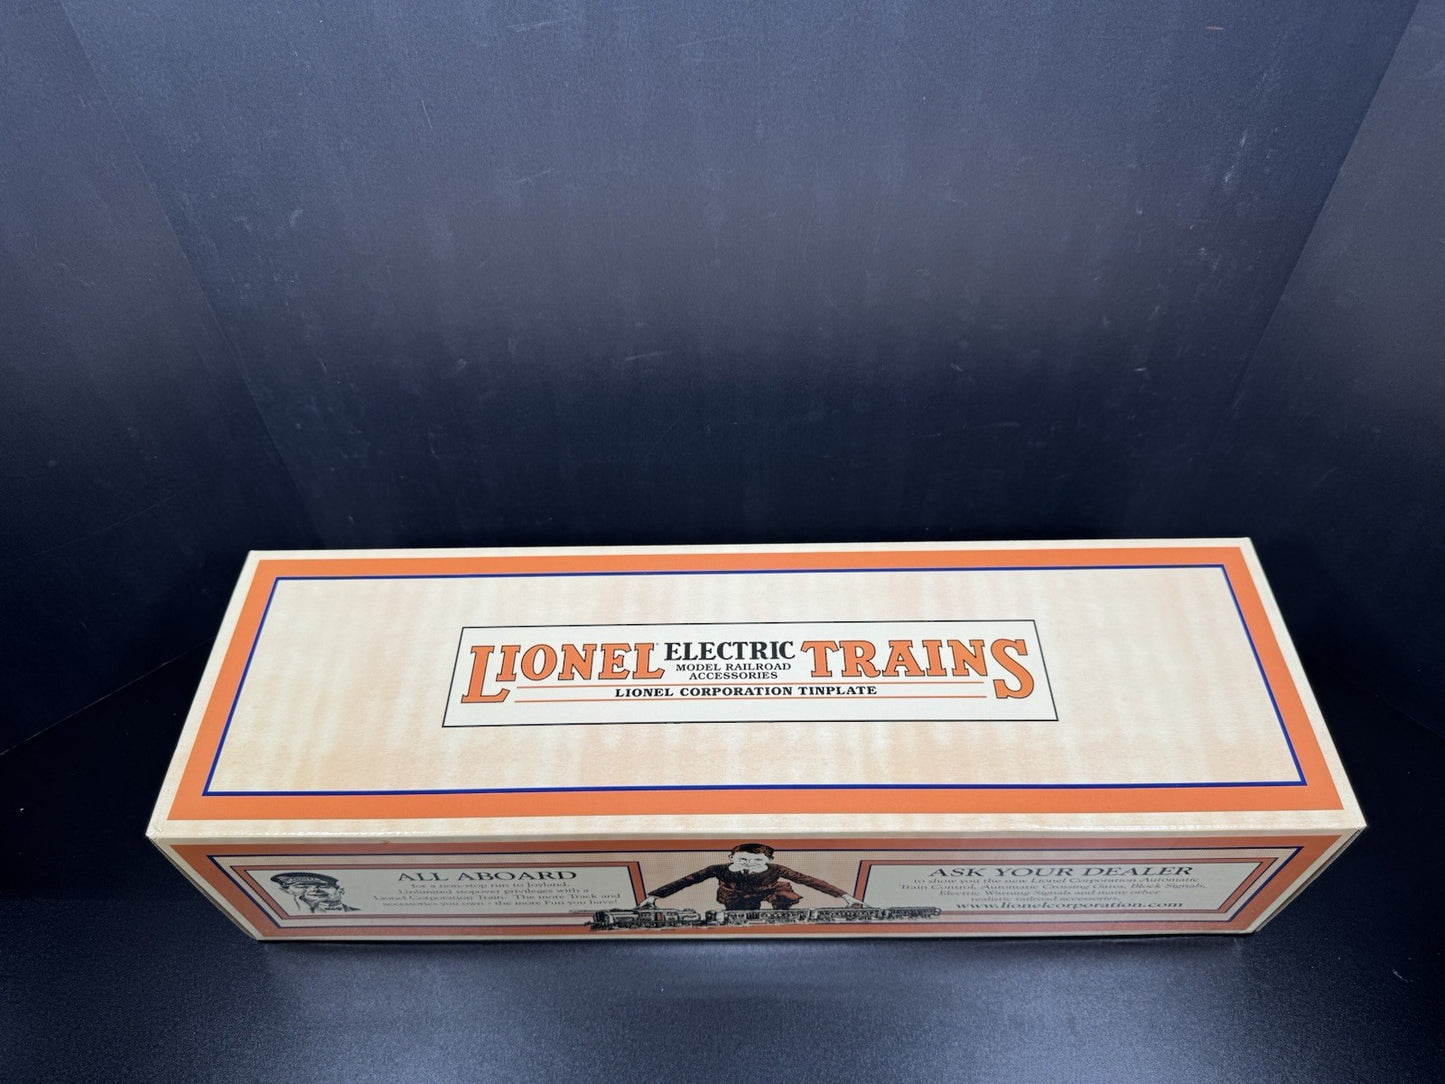 LIONEL ELECTRIC TRAINS
MODEL RAILROAD
ACCESSORIES
LIONEL CORPORATION TINPLATE
ALL ABOARD
for a non-stop run to Joyland.
Unlimited stopover privileges with a
Lionel Corporation Train. The more Track and
accessories you own - the more Fun you have!
ASK YOUR DEALER
to show you the new Lionel Corporation Automatic
Train Control, Automatic Crossing Gates, Block Signals,
Electric Warning Signals and many other
realistic railroad accessories.
www.lionelcorporation.com